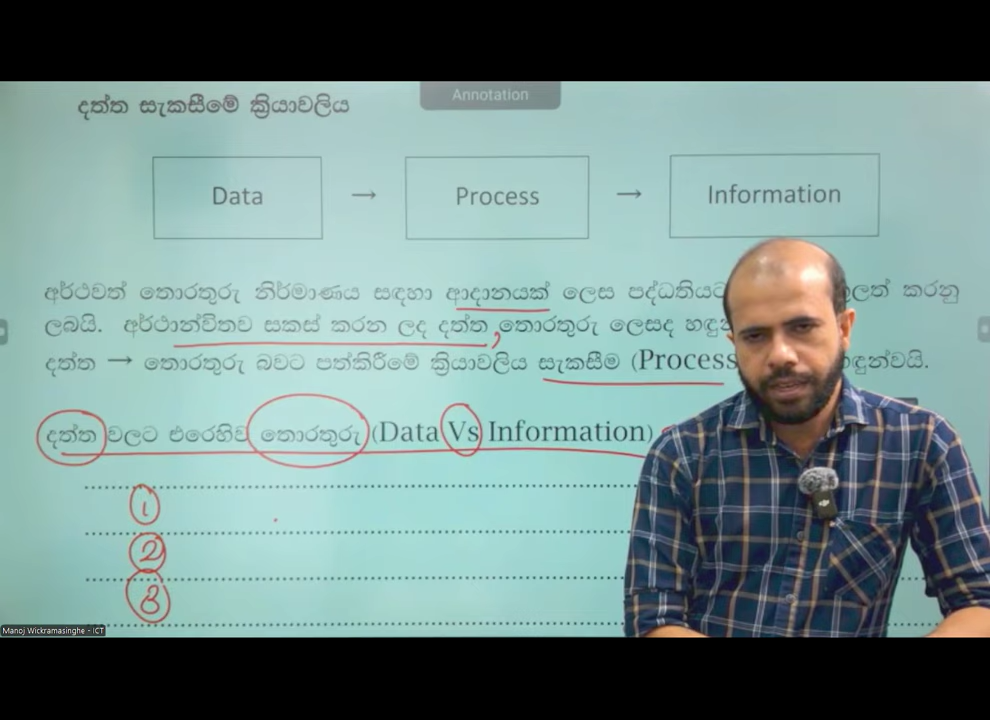 Annotation
දත්ත සැකසීමේ ක්‍රියාවලිය
Data → Process → Information
අර්ථවත් තොරතුරු නිර්මාණය සඳහා ආදානයක් ලෙස පද්ධතියට කරනු
ලබයි. අර්ථාන්විතව සකස් කරන ලද දත්ත, තොරතුරු ලෙසද
දත්ත → තොරතුරු බවට පත්කිරීමේ ක්‍රියාවලිය සැකසීම (Process
දත්ත වලට එරෙහිව තොරතුරු (Data Vs Information)
1
2
3
Manoj Wickramasinghe - ICT